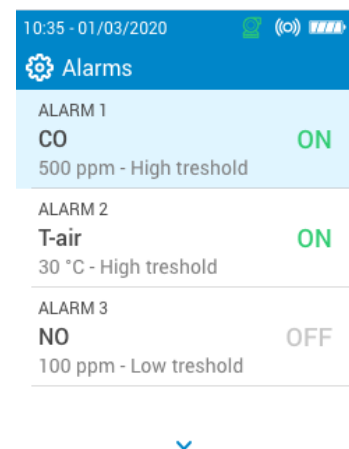 10:35 - 01/03/2020
Alarms
ALARM 1
CO ON
500 ppm - High treshold
ALARM 2
T-air ON
30 °C - High treshold
ALARM 3
NO OFF
100 ppm - Low treshold